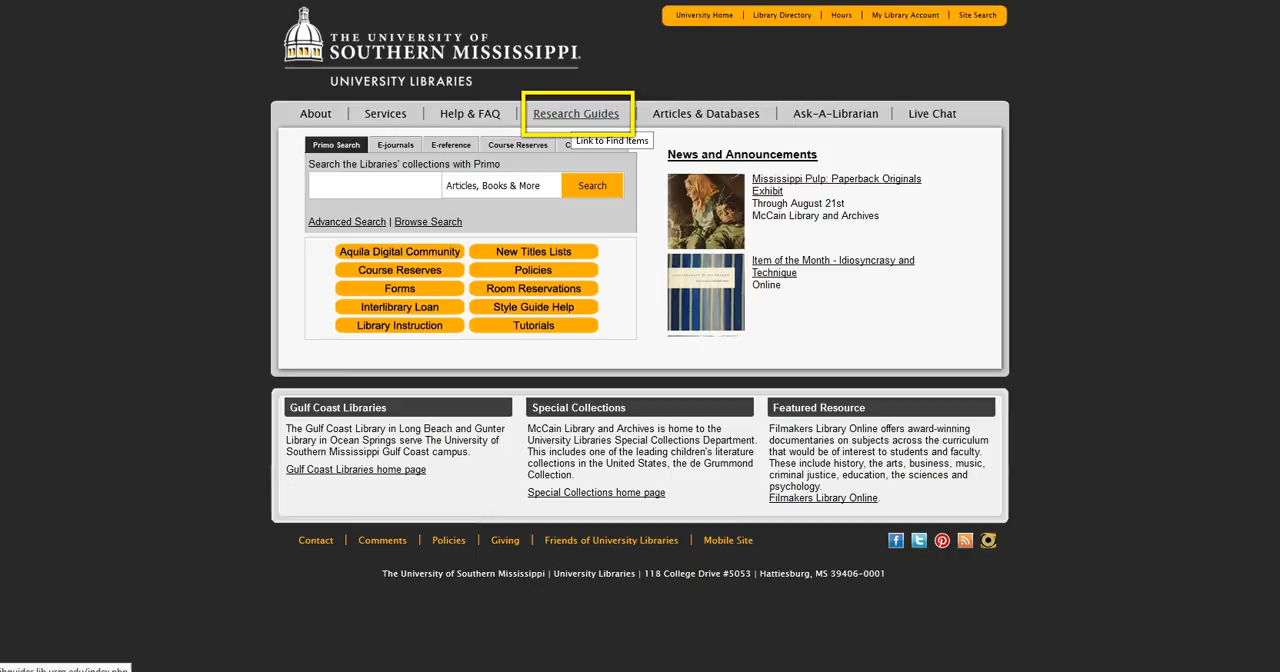 University Home | Library Directory | Hours | My Library Account | Site Search
THE UNIVERSITY OF
SOUTHERN MISSISSIPPI.
UNIVERSITY LIBRARIES
About | Services | Help & FAQ | Research Guides | Articles & Databases | Ask-A-Librarian | Live Chat
Link to Find Items
Primo Search E-journals E-reference Course Reserves
Search the Libraries' collections with Primo
Articles, Books & More Search
Advanced Search | Browse Search
Aquila Digital Community New Titles Lists
Course Reserves Policies
Forms Room Reservations
Interlibrary Loan Style Guide Help
Library Instruction Tutorials
News and Announcements
Mississippi Pulp: Paperback Originals
Exhibit
Through August 21st
McCain Library and Archives
Item of the Month - Idiosyncrasy and
Technique
Online
Gulf Coast Libraries
The Gulf Coast Library in Long Beach and Gunter
Library in Ocean Springs serve The University of
Southern Mississippi Gulf Coast campus.
Gulf Coast Libraries home page
Special Collections
McCain Library and Archives is home to the
University Libraries Special Collections Department.
This includes one of the leading children's literature
collections in the United States, the de Grummond
Collection.
Special Collections home page
Featured Resource
Filmakers Library Online offers award-winning
documentaries on subjects across the curriculum
that would be of interest to students and faculty.
These include history, the arts, business, music,
criminal justice, education, the sciences and
psychology.
Filmakers Library Online.
Contact | Comments | Policies | Giving | Friends of University Libraries | Mobile Site
The University of Southern Mississippi | University Libraries | 118 College Drive #5053 | Hattiesburg, MS 39406-0001